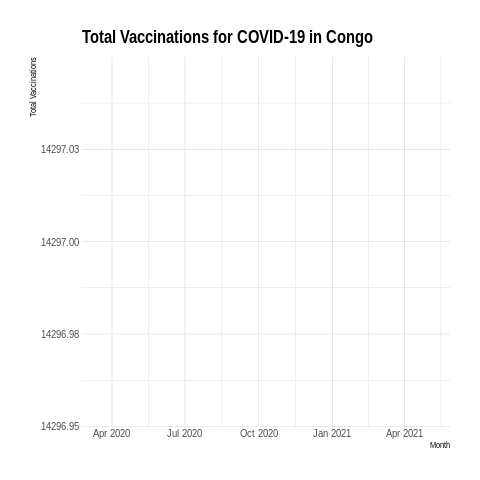 Total Vaccinations for COVID-19 in Congo
Total Vaccinations
14297.03
14297.00
14296.98
14296.95
Apr 2020 Jul 2020 Oct 2020 Jan 2021 Apr 2021
Month